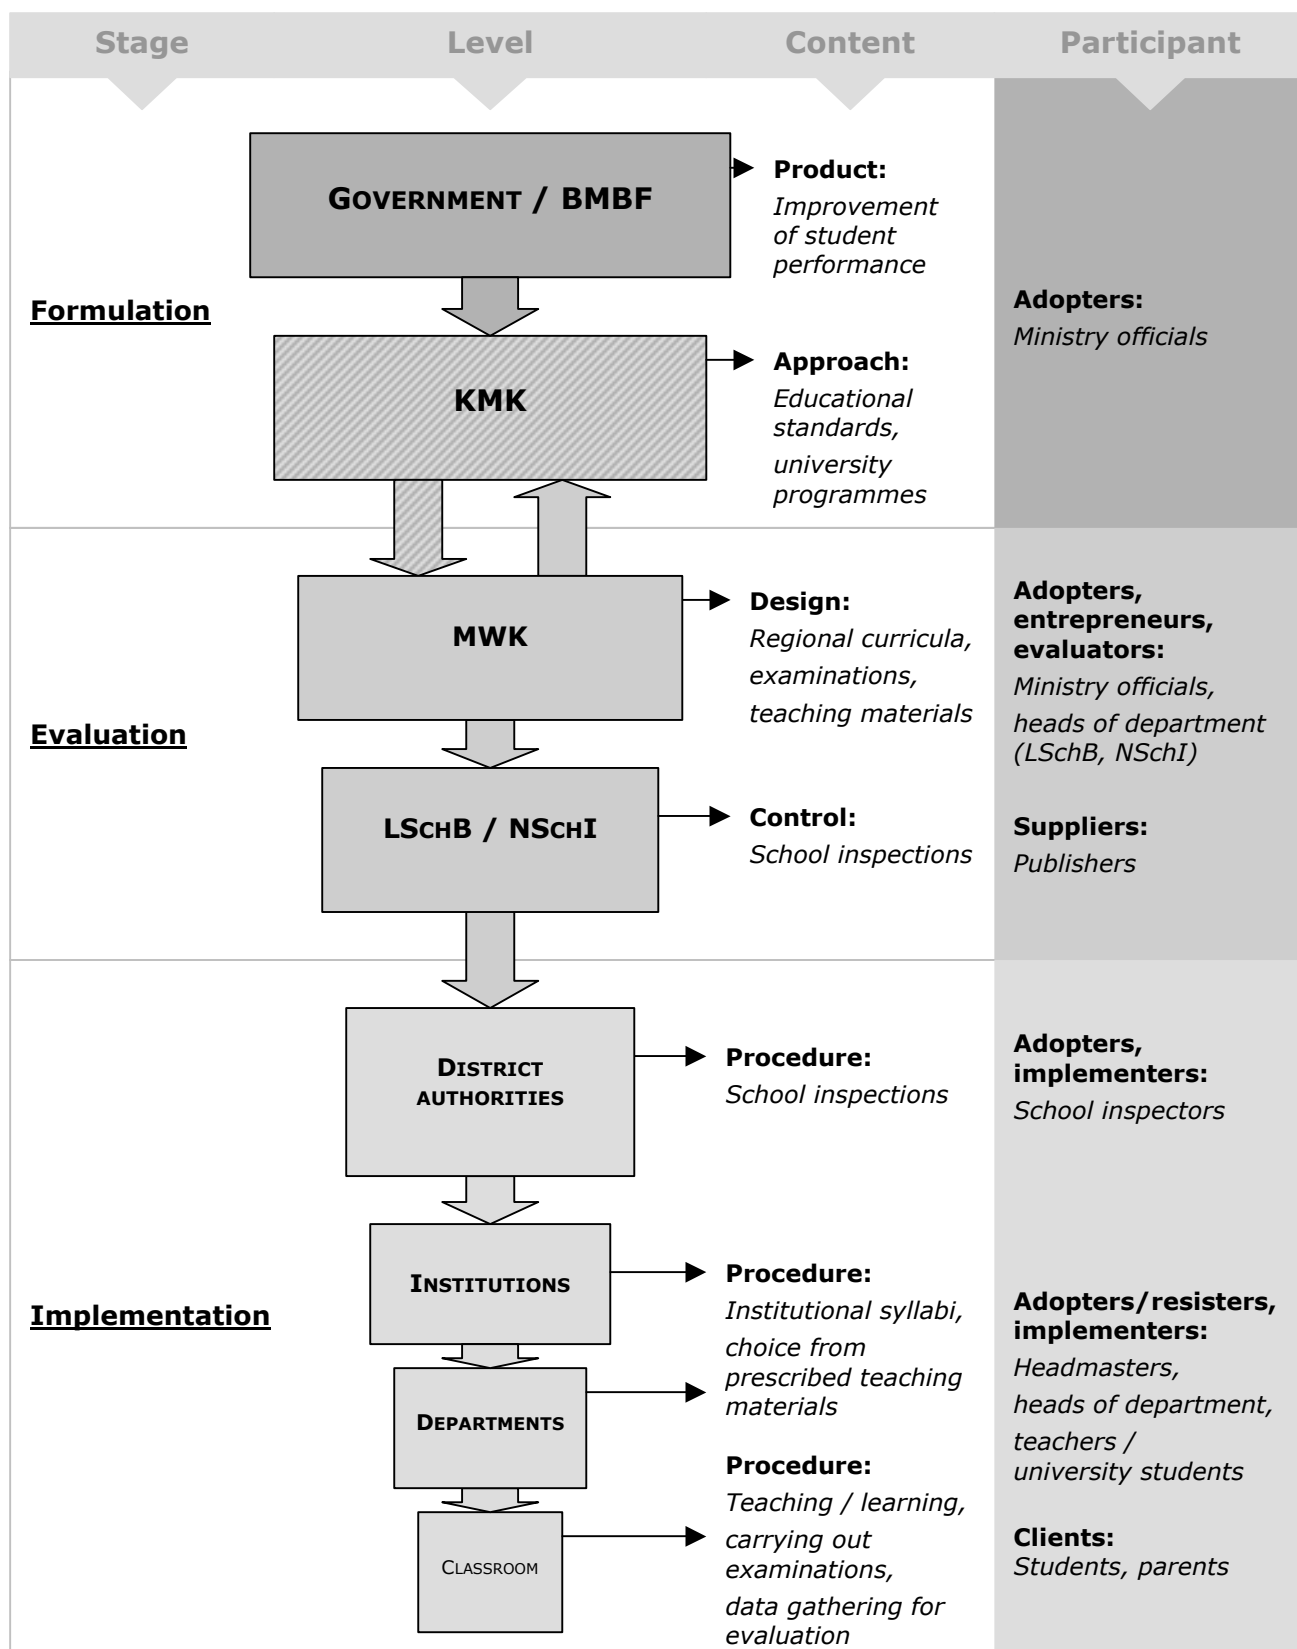 Stage
Level
Content
Participant
Formulation
GOVERNMENT / BMBF
Product:
Improvement
of student
performance
KMK
Approach:
Educational
standards,
university
programmes
Adopters:
Ministry officials
Evaluation
MWK
Design:
Regional curricula,
examinations,
teaching materials
LSCHB / NSCHI
Control:
School inspections
Adopters,
entrepreneurs,
evaluators:
Ministry officials,
heads of department
(LSchB, NSchI)
Suppliers:
Publishers
Implementation
DISTRICT
AUTHORITIES
Procedure:
School inspections
Adopters,
implementers:
School inspectors
INSTITUTIONS
DEPARTMENTS
Procedure:
Institutional syllabi,
choice from
prescribed teaching
materials
CLASSROOM
Procedure:
Teaching / learning,
carrying out
examinations,
data gathering for
evaluation
Adopters/resisters,
implementers:
Headmasters,
heads of department,
teachers /
university students
Clients:
Students, parents